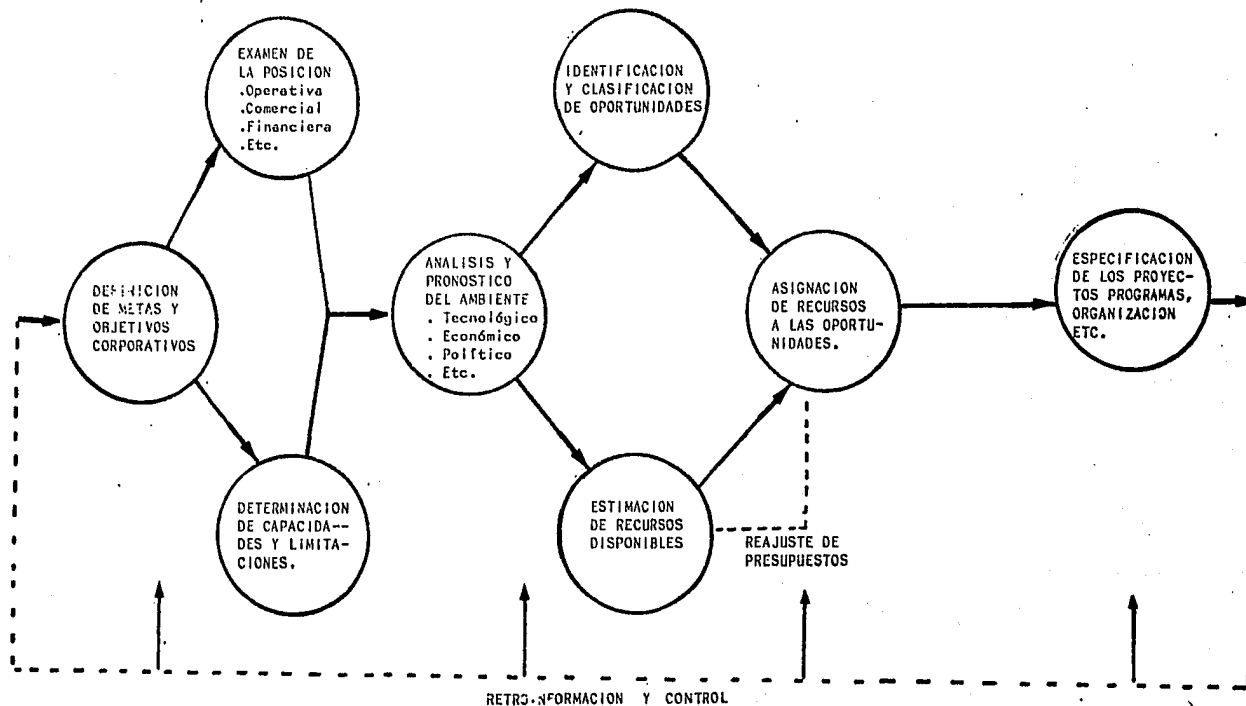 EXAMEN DE
LA POSICION
.Operativa
.Comercial
.Financiera
.Etc.
IDENTIFICACION
Y CLASIFICACION
DE OPORTUNIDADES
DEFINICION
DE METAS Y
OBJETIVOS
CORPORATIVOS
ANALISIS Y
PRONOSTICO
DEL AMBIENTE
. Tecnológico
. Económico
. Político
. Etc.
ASIGNACION
DE RECURSOS
A LAS OPORTU-
NIDADES.
ESPECIFICACION
DE LOS PROYEC-
TOS PROGRAMAS,
ORGANIZACION
ETC.
DETERMINACION
DE CAPACIDA--
DES Y LIMITA-
CIONES.
ESTIMACION
DE RECURSOS
DISPONIBLES
REAJUSTE DE
PRESUPUESTOS
RETROINFORMACION Y CONTROL